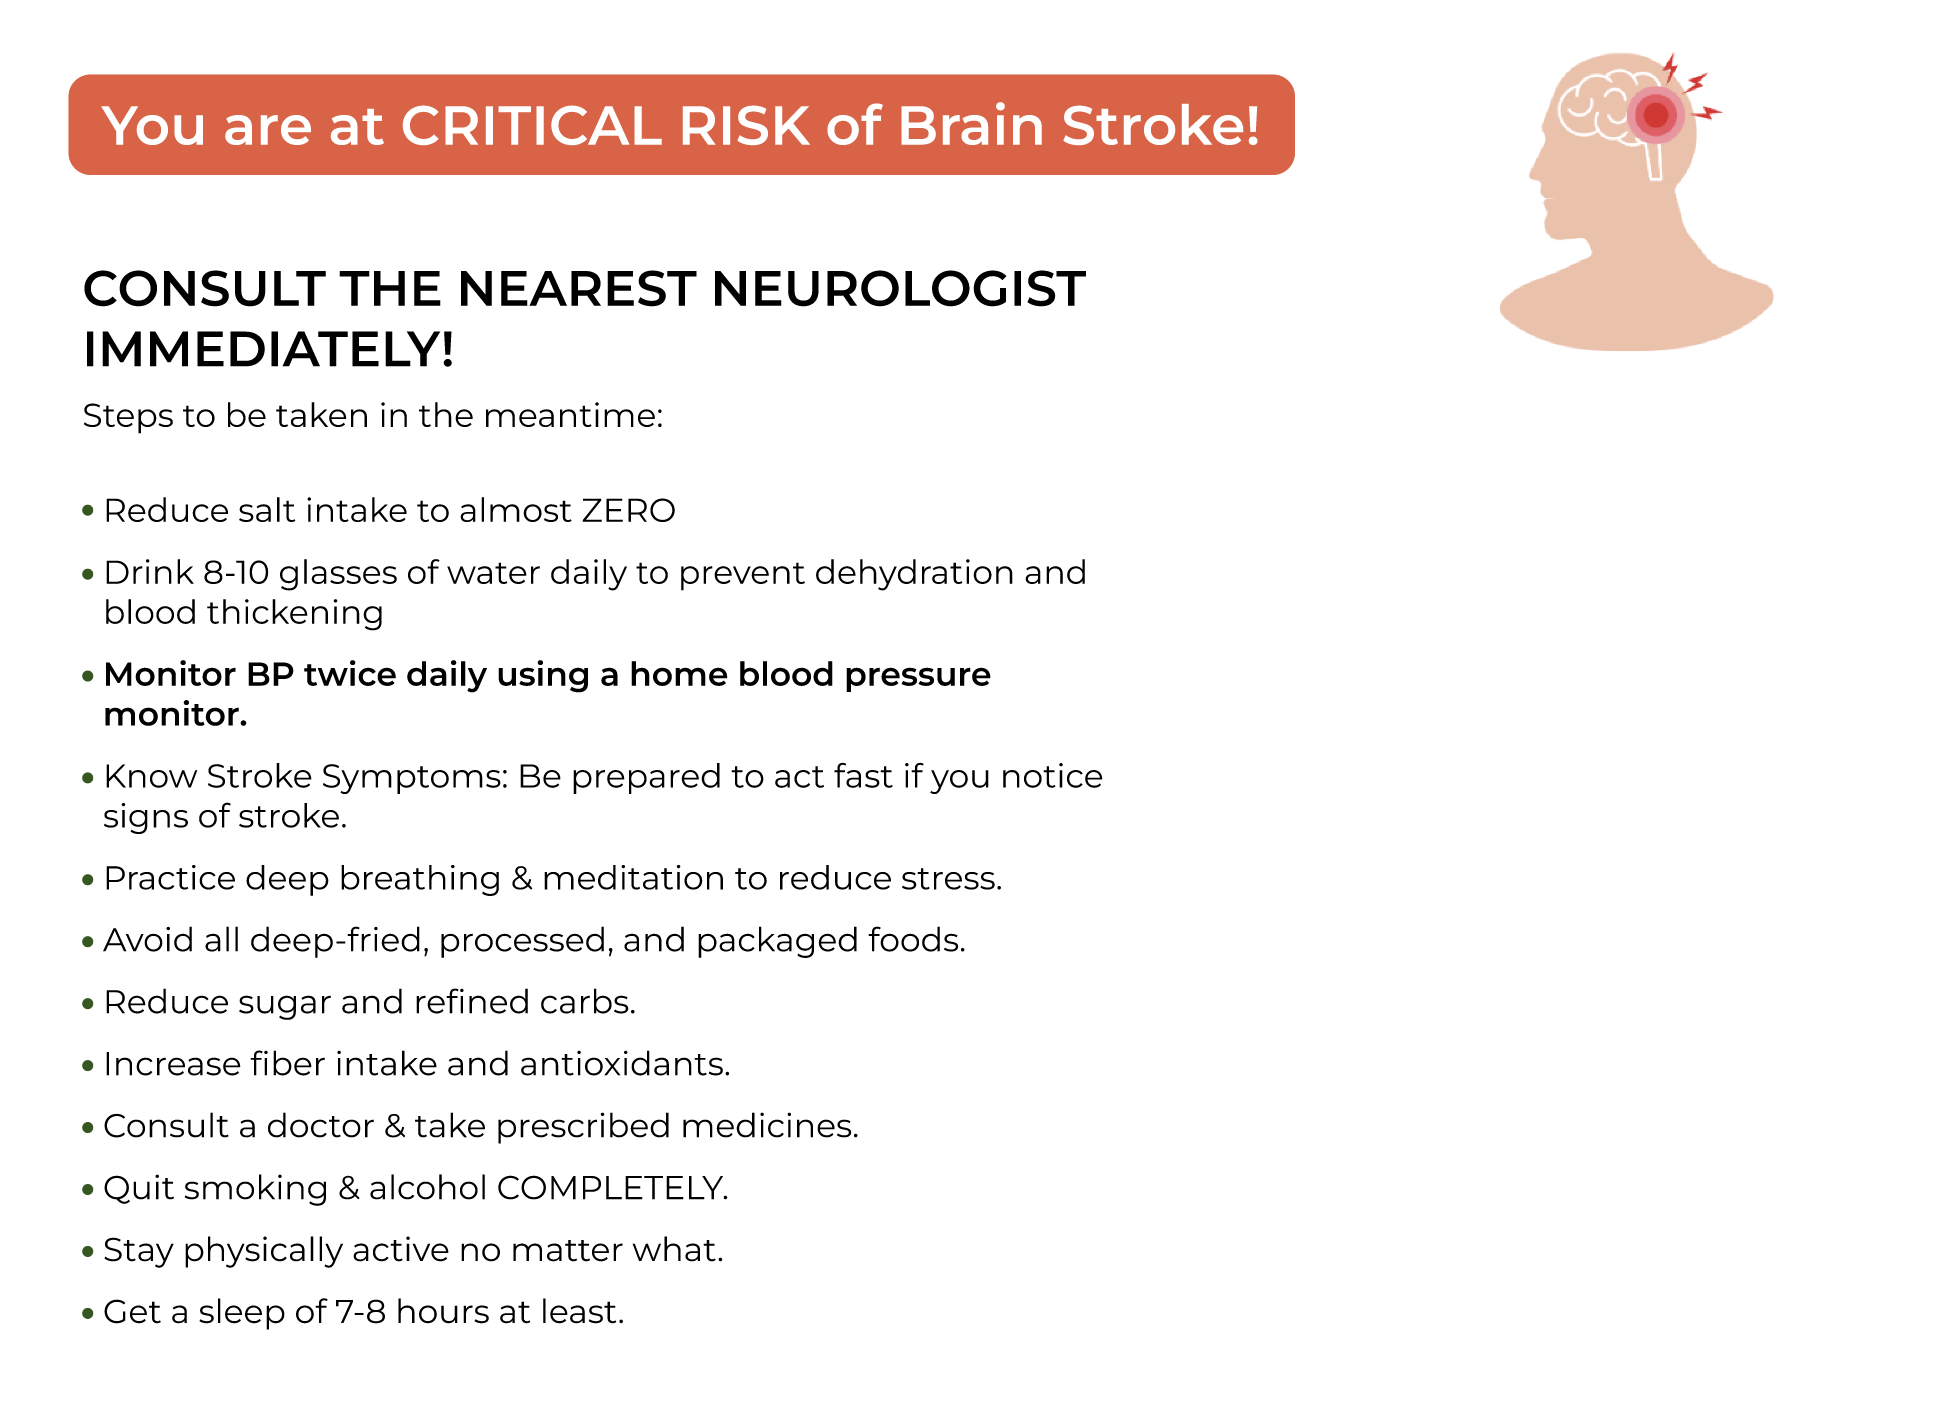 You are at CRITICAL RISK of Brain Stroke!
CONSULT THE NEAREST NEUROLOGIST
IMMEDIATELY!
Steps to be taken in the meantime:
• Reduce salt intake to almost ZERO
• Drink 8-10 glasses of water daily to prevent dehydration and
blood thickening
• Monitor BP twice daily using a home blood pressure
monitor.
• Know Stroke Symptoms: Be prepared to act fast if you notice
signs of stroke.
• Practice deep breathing & meditation to reduce stress.
• Avoid all deep-fried, processed, and packaged foods.
• Reduce sugar and refined carbs.
• Increase fiber intake and antioxidants.
• Consult a doctor & take prescribed medicines.
• Quit smoking & alcohol COMPLETELY.
• Stay physically active no matter what.
• Get a sleep of 7-8 hours at least.